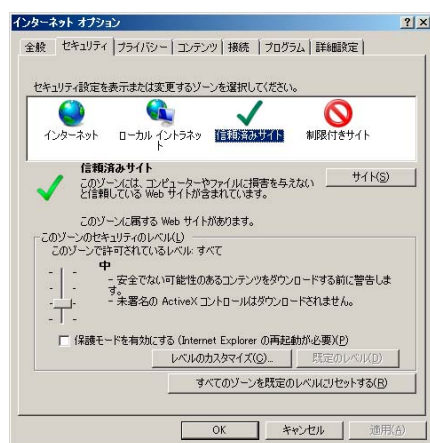 インターネット オプション
全般 セキュリティ プライバシー コンテンツ 接続 プログラム 詳細設定
セキュリティ設定を表示または変更するゾーンを選択してください。
インターネット ローカル イントラネッ 信頼済みサイト 制限付きサイト
ト
信頼済みサイト
このゾーンには、コンピューターやファイルに損害を与えない
と信頼している Web サイトが含まれています。
サイト(S)
このゾーンに属する Web サイトがあります。
このゾーンのセキュリティのレベル(L)
このゾーンで許可されているレベル: すべて
中
- 安全でない可能性のあるコンテンツをダウンロードする前に警告しま
す。
- 未署名の ActiveX コントロールはダウンロードされません。
保護モードを有効にする (Internet Explorer の再起動が必要)(P)
レベルのカスタマイズ(C)... 既定のレベル(D)
すべてのゾーンを既定のレベルにリセットする(R)
OK キャンセル 適用(A)